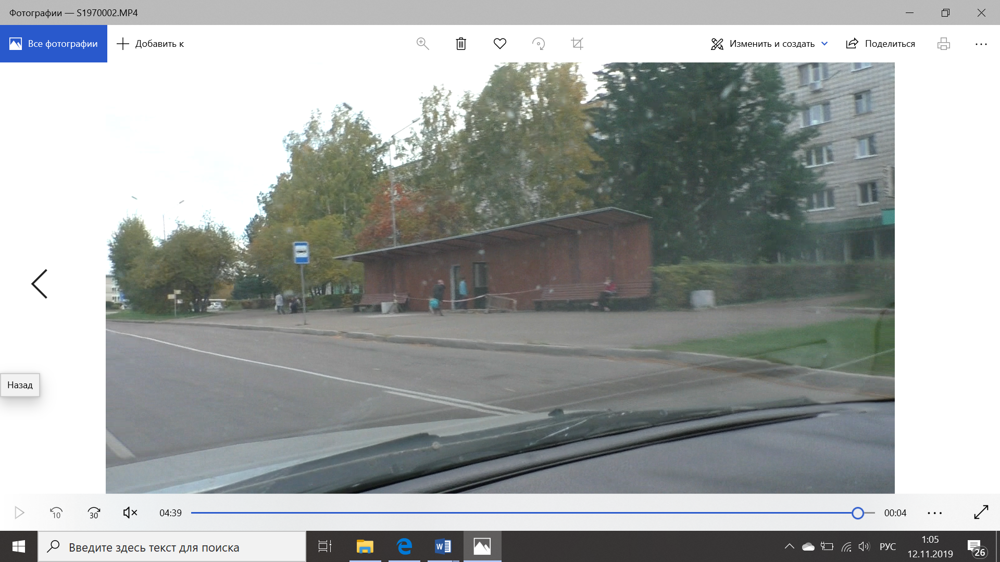 Фотографии — S1970002.MP4
Все фотографии
Добавить к
Изменить и создать
Поделиться
Назад
10
30
04:39
00:04
Введите здесь текст для поиска
РУС
1:05
12.11.2019
26